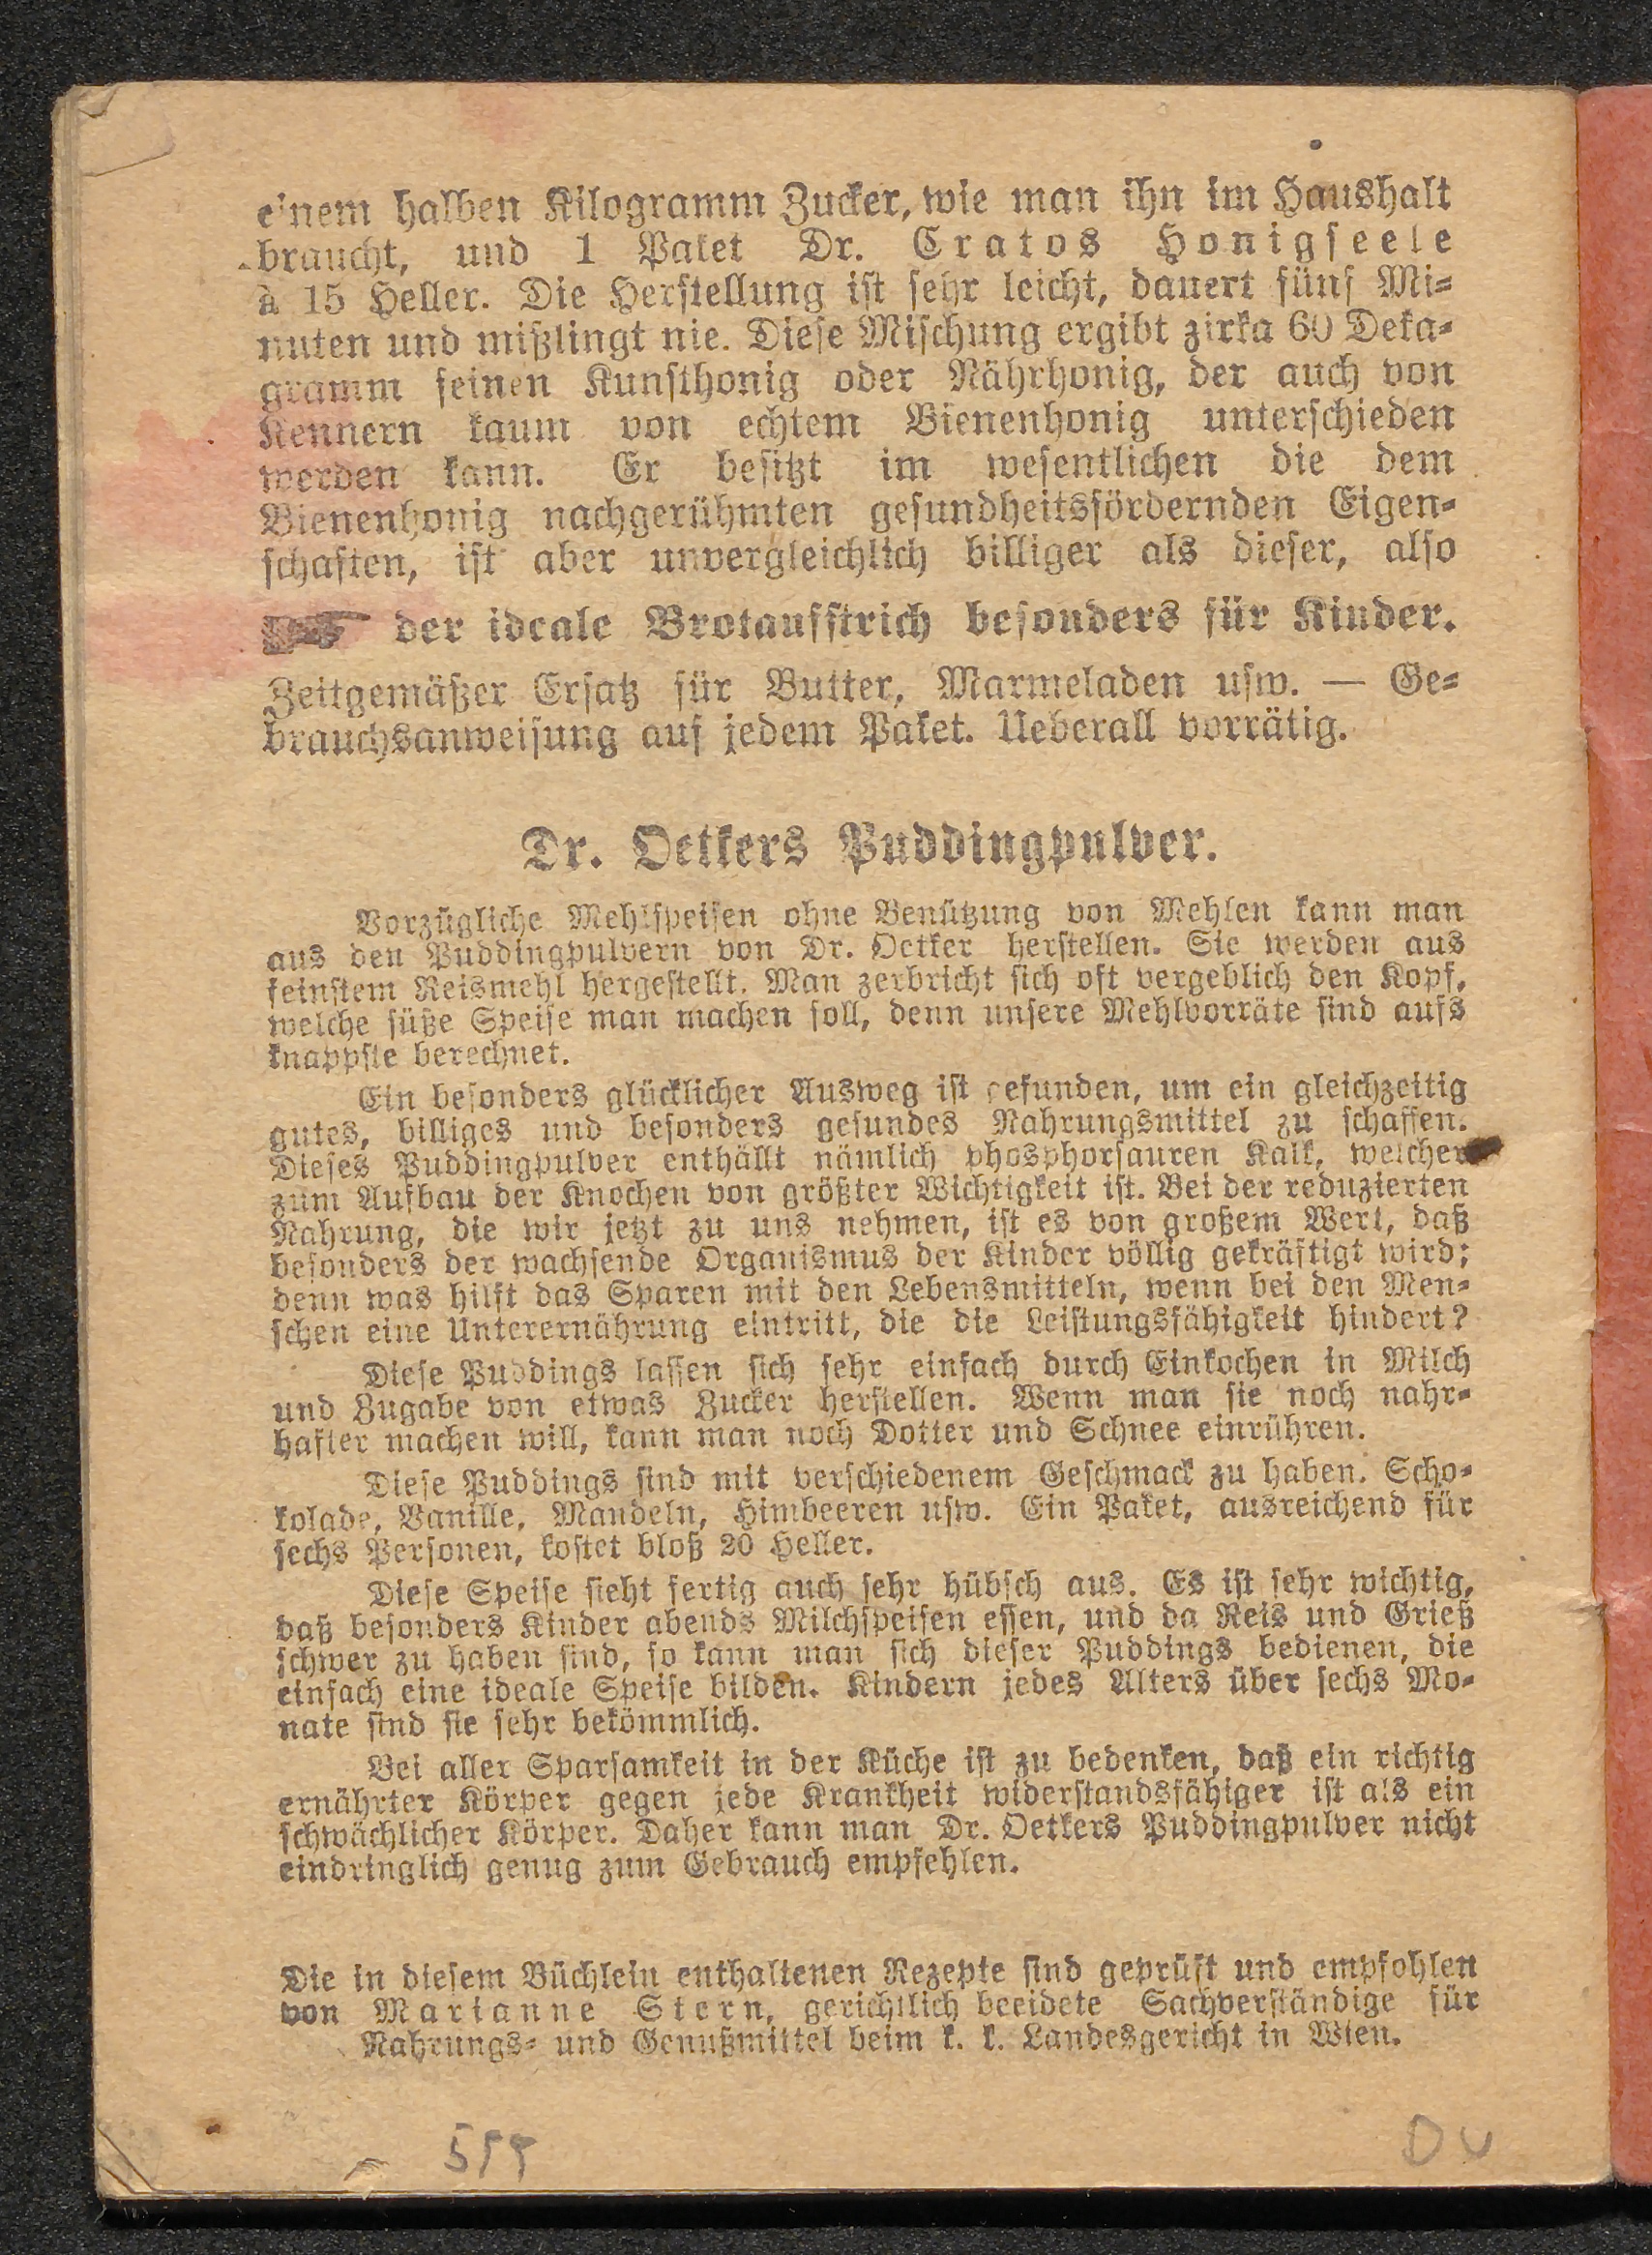 einem halben Kilogramm Zucker, wie man ihn im Haushalt
braucht, und 1 Paket Dr. Cratos Honigseele
à 15 Heller. Die Herstellung ist sehr leicht, dauert fünf Mi-
nuten und mißlingt nie. Diese Mischung ergibt zirka 60 Deka-
gramm feinen Kunsthonig oder Nährhonig, der auch von
Kennern kaum von echtem Bienenhonig unterschieden
werden kann. Er besitzt im wesentlichen die dem
Bienenhonig nachgerühmten gesundheitsfördernden Eigen-
schaften, ist aber unvergleichlich billiger als dieser, also
☛ der ideale Brotaufstrich besonders für Kinder.
Zeitgemäßer Ersatz für Butter, Marmeladen usw. — Ge-
brauchsanweisung auf jedem Paket. Ueberall vorrätig.
Dr. Oetkers Puddingpulver.
Vorzügliche Mehlspeisen ohne Benützung von Mehlen kann man
aus den Puddingpulvern von Dr. Oetker herstellen. Sie werden aus
feinstem Reismehl hergestellt. Man zerbricht sich oft vergeblich den Kopf,
welche süße Speise man machen soll, denn unsere Mehlvorräte sind aufs
knappste berechnet.
Ein besonders glücklicher Ausweg ist gefunden, um ein gleichzeitig
gutes, billiges und besonders gesundes Nahrungsmittel zu schaffen.
Dieses Puddingpulver enthällt nämlich phosphorsauren Kalk, welcher
zum Aufbau der Knochen von größter Wichtigkeit ist. Bei der reduzierten
Nahrung, die wir jetzt zu uns nehmen, ist es von großem Wert, daß
besonders der wachsende Organismus der Kinder völlig gekräftigt wird;
denn was hilft das Sparen mit den Lebensmitteln, wenn bei den Men-
schen eine Unterernährung eintritt, die die Leistungsfähigkeit hindert?
Diese Puddings lassen sich sehr einfach durch Einkochen in Milch
und Zugabe von etwas Zucker herstellen. Wenn man sie noch nahr-
hafter machen will, kann man noch Dotter und Schnee einrühren.
Diese Puddings sind mit verschiedenem Geschmack zu haben. Scho-
kolade, Vanille, Mandeln, Himbeeren usw. Ein Paket, ausreichend für
sechs Personen, kostet bloß 20 Heller.
Diese Speise sieht fertig auch sehr hübsch aus. Es ist sehr wichtig,
daß besonders Kinder abends Milchspeisen essen, und da Reis und Grieß
schwer zu haben sind, so kann man sich dieser Puddings bedienen, die
einfach eine ideale Speise bilden. Kindern jedes Alters über sechs Mo-
nate sind sie sehr bekömmlich.
Bei aller Sparsamkeit in der Küche ist zu bedenken, daß ein richtig
ernährter Körper gegen jede Krankheit widerstandsfähiger ist als ein
schwächlicher Körper. Daher kann man Dr. Oetkers Puddingpulver nicht
eindringlich genug zum Gebrauch empfehlen.
Die in diesem Büchlein enthaltenen Rezepte sind geprüft und empfohlen
von Marianne Stern, gerichtlich beeidete Sachverständige für
Nahrungs- und Genußmittel beim k. k. Landesgericht in Wien.